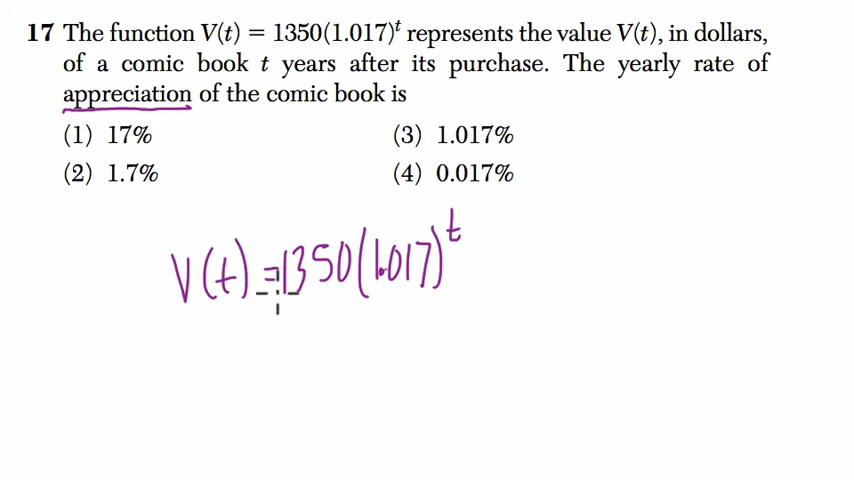 17 The function V(t) = 1350(1.017)^t represents the value V(t), in dollars,
of a comic book t years after its purchase. The yearly rate of
appreciation of the comic book is
(1) 17% (3) 1.017%
(2) 1.7% (4) 0.017%
V(t) = 1350(1.017)^t